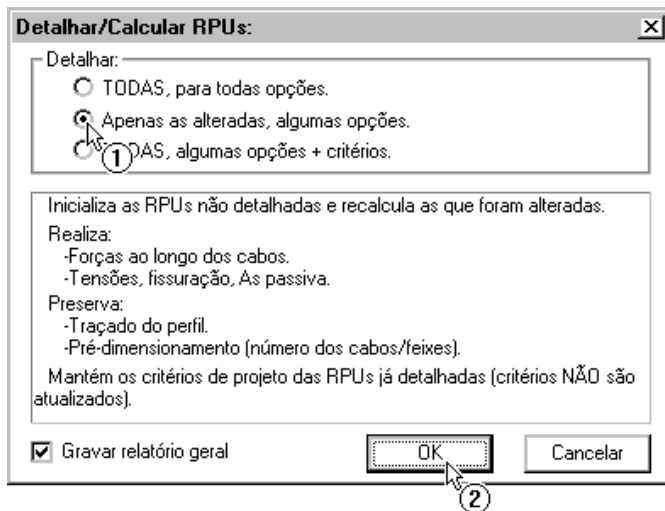 Detalhar/Calcular RPUs:
Detalhar:
TODAS, para todas opções.
Apenas as alteradas, algumas opções.
DAS, algumas opções + critérios.
1
Inicializa as RPUs não detalhadas e recalcula as que foram alteradas.
Realiza:
-Forças ao longo dos cabos.
-Tensões, fissuração, As passiva.
Preserva:
-Traçado do perfil.
-Pré-dimensionamento (número dos cabos/feixes).
Mantém os critérios de projeto das RPUs já detalhadas (critérios NÃO são
atualizados).
Gravar relatório geral
OK
Cancelar
2